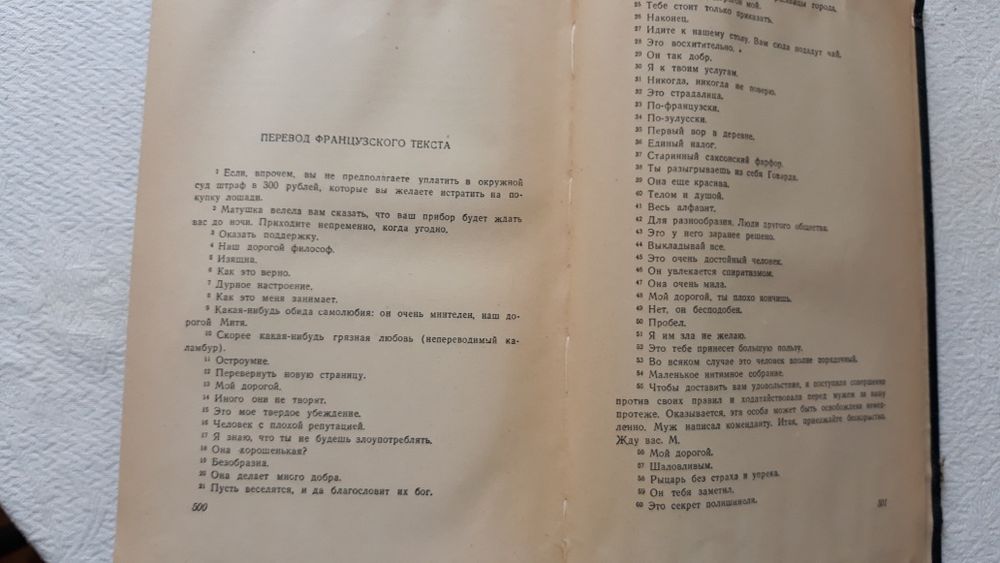 ПЕРЕВОД ФРАНЦУЗСКОГО ТЕКСТА
1 Если, впрочем, вы не предполагаете уплатить в окружной
суд штраф в 300 рублей, которые вы желаете истратить на по-
купку лошади.
2 Матушка велела вам сказать, что ваш прибор будет ждать
вас до ночи. Приходите непременно, когда угодно.
3 Оказать поддержку.
4 Наш дорогой философ.
5 Изящна.
6 Как это верно.
7 Дурное настроение.
8 Как это меня занимает.
9 Какая-нибудь обида самолюбия: он очень мнителен, наш до-
рогой Митя.
10 Скорее какая-нибудь грязная любовь (непереводимый ка-
ламбур).
11 Остроумие.
12 Перевернуть новую страницу.
13 Мой дорогой.
14 Иного они не творят.
15 Это мое твердое убеждение.
16 Человек с плохой репутацией.
17 Я знаю, что ты не будешь злоупотреблять.
18 Она хорошенькая?
19 Безобразна.
20 Она делает много добра.
21 Пусть веселятся, и да благословит их бог.
500
мой.
города.
25 Тебе стоит только приказать.
26 Наконец.
27 Идите к нашему столу. Вам сюда подадут чай.
28 Это восхитительно.
29 Он так добр.
30 Я к твоим услугам.
31 Никогда, никогда не поверю.
32 Это страдалица.
33 По-французски.
34 По-зулусски.
35 Первый вор в деревне.
36 Единый налог.
37 Старинный саксонский фарфор.
38 Ты разыгрываешь из себя Говарда.
39 Она еще красива.
40 Телом и душой.
41 Весь алфавит.
42 Для разнообразия. Люди другого общества.
43 Это у него заранее решено.
44 Выкладывай все.
45 Это очень достойный человек.
46 Он увлекается спиритизмом.
47 Она очень мила.
48 Мой дорогой, ты плохо кончишь.
49 Нет, он бесподобен.
50 Пробел.
51 Я им зла не желаю.
52 Это тебе принесет большую пользу.
53 Во всяком случае это человек вполне порядочный.
54 Маленькое интимное собрание.
55 Чтобы доставить вам удовольствие, я поступила совершенно
против своих правил и ходатайствовала перед мужем за вашу
протеже. Оказывается, эта особа может быть освобождена немед-
ленно. Муж написал коменданту. Итак, приезжайте бескорыстно.
Жду вас. М.
56 Мой дорогой.
57 Шаловливым.
58 Рыцарь без страха и упрека.
59 Он тебя заметил.
60 Это секрет полишинеля.
501